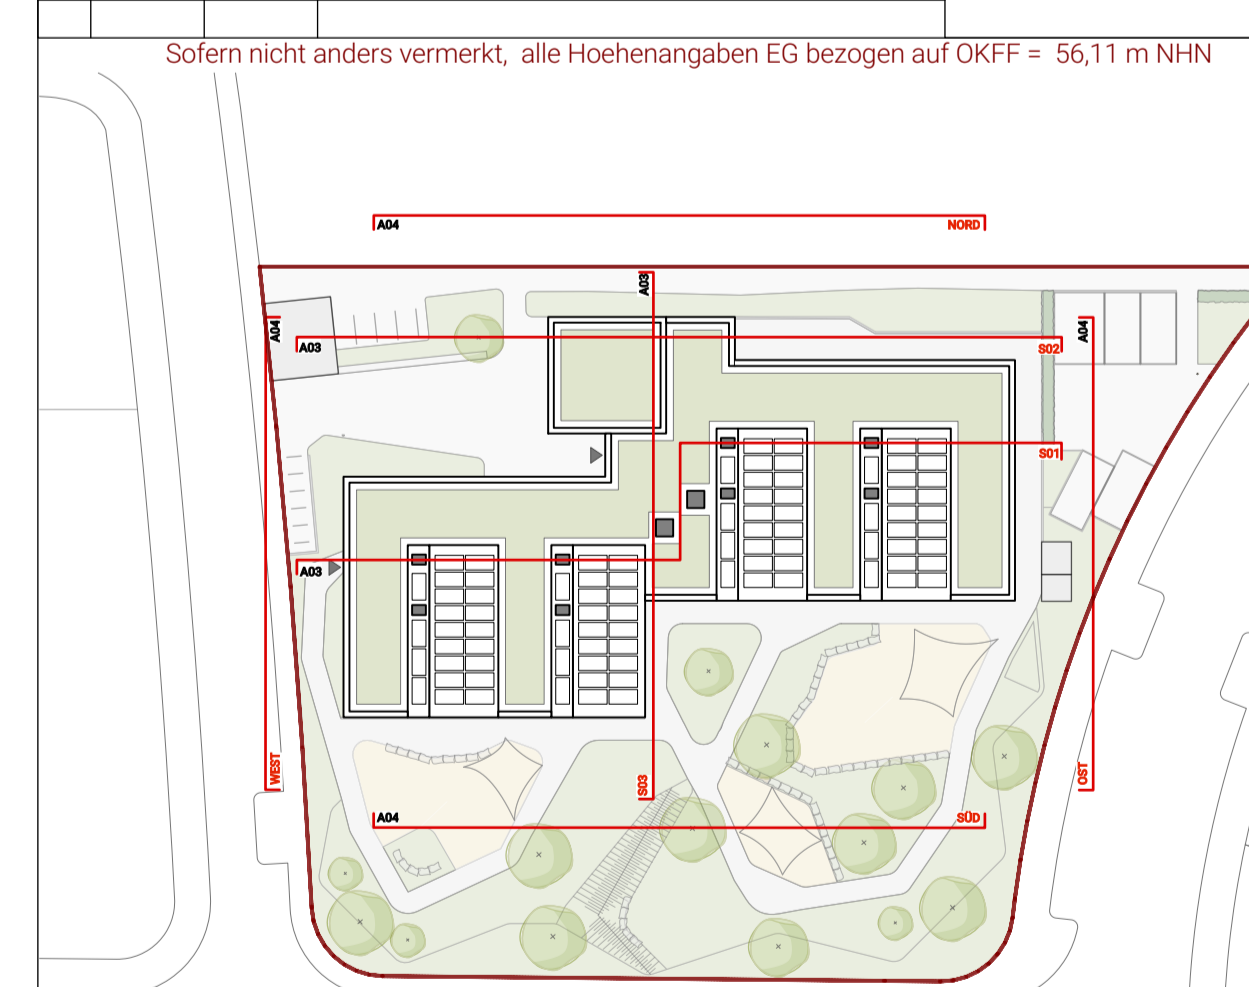 Sofern nicht anders vermerkt, alle Hoehenangaben EG bezogen auf OKFF = 56,11 m NHN
A04 NORD
A03
A04
A04
A03 S02
S01
A03
WEST
OST
S03
A04 SÜD